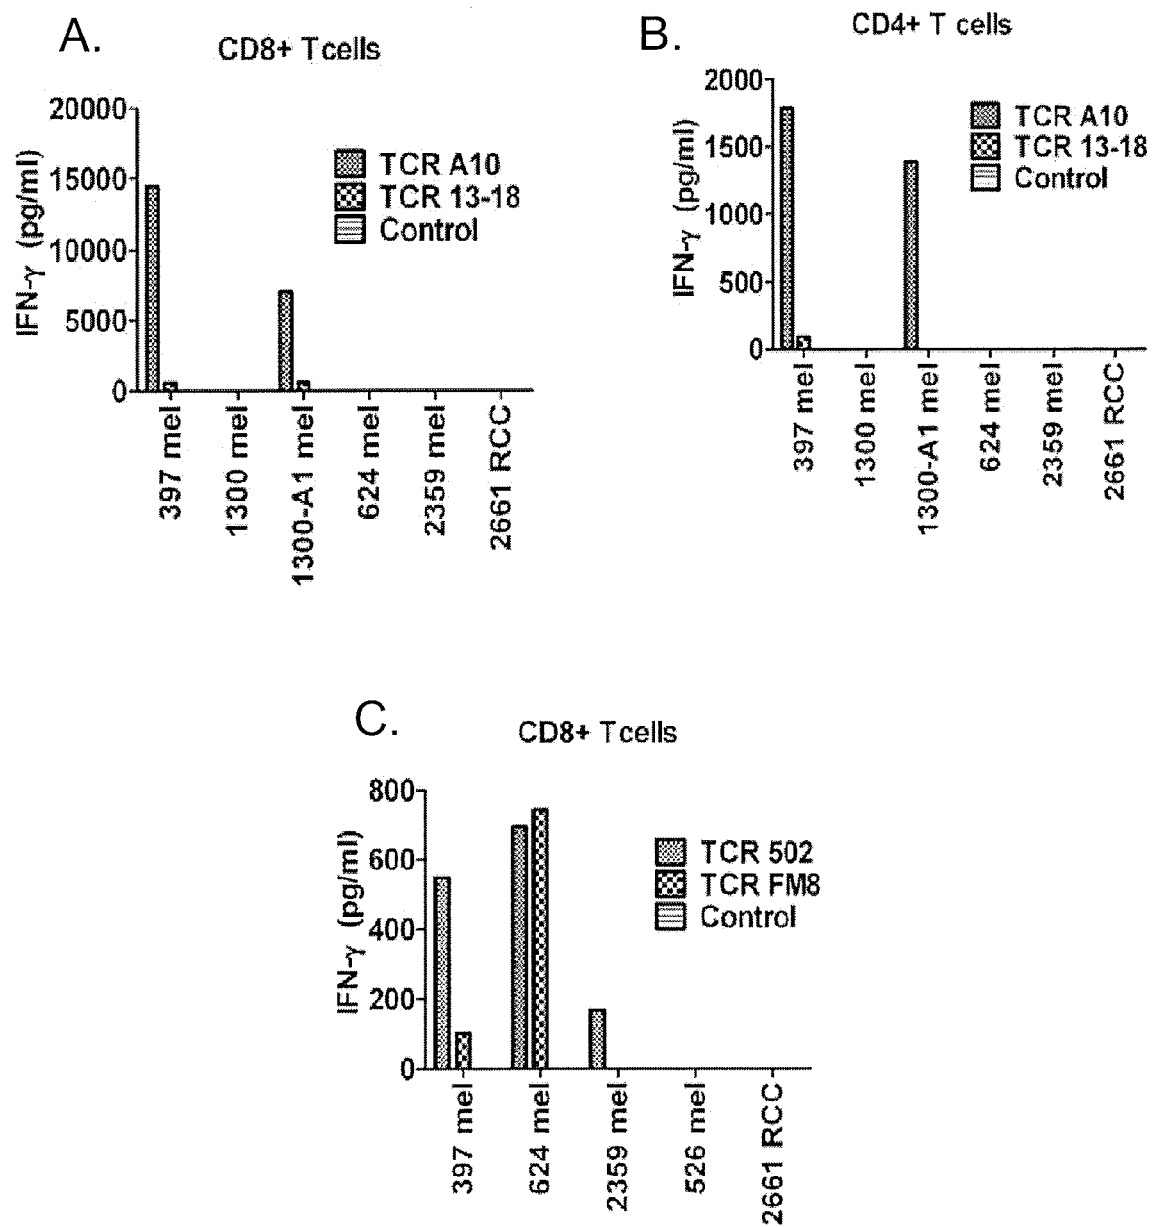 A.
CD8+ Tcells
20000
15000
10000
5000
0
IFN-γ (pg/ml)
TCR A10
TCR 13-18
Control
397 mel
1300 mel
1300-A1 mel
624 mel
2359 mel
2661 RCC
B.
CD4+ T cells
2000
1500
1000
500
0
IFN-γ (pg/ml)
TCR A10
TCR 13-18
Control
397 mel
1300 mel
1300-A1 mel
624 mel
2359 mel
2661 RCC
C.
CD8+ Tcells
800
600
400
200
0
IFN-γ (pg/ml)
TCR 502
TCR FM8
Control
397 mel
624 mel
2359 mel
526 mel
2661 RCC